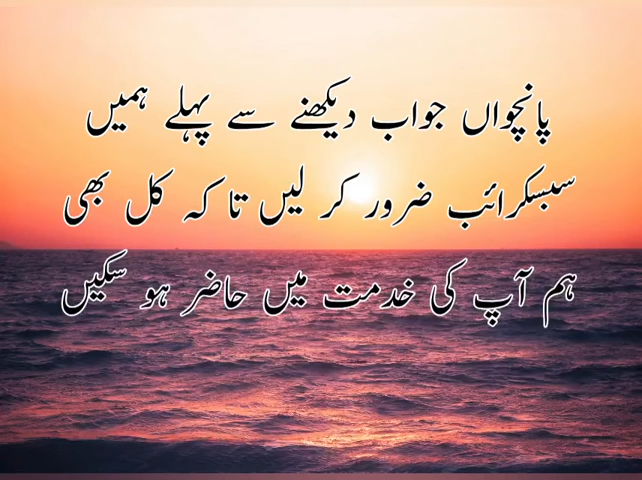 پانچواں جواب دیکھنے سے پہلے ہمیں
سبسکرائب ضرور کر لیں تا کہ کل بھی
ہم آپ کی خدمت میں حاضر ہو سکیں